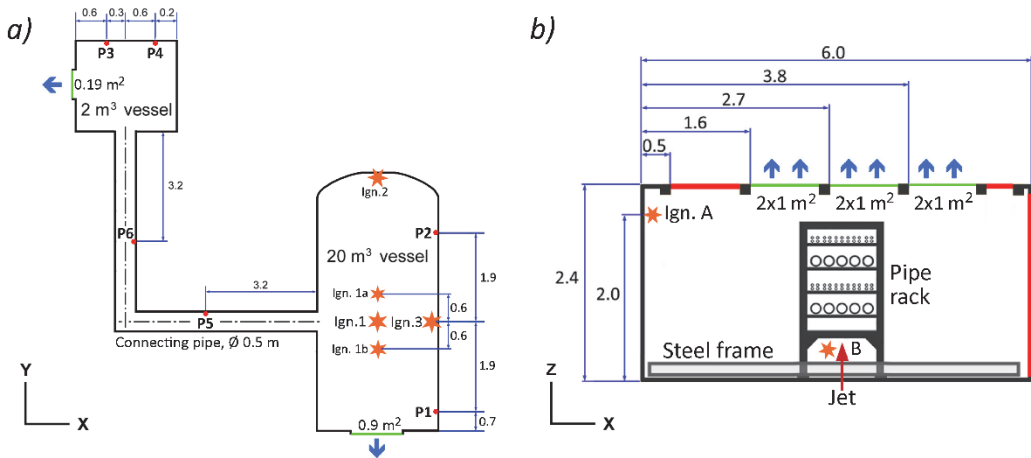 a)
0.6 0.3 0.6 0.2
P3 P4
0.19 m²
2 m³ vessel
3.2
P6
Ign.2
P2
20 m³ vessel
1.9
3.2
Ign. 1a
0.6
Ign.1 Ign.3
P5
0.6
Connecting pipe, Ø 0.5 m
Ign. 1b
1.9
Y
X
P1
0.9 m²
0.7
b)
6.0
3.8
2.7
1.6
0.5
2x1 m² 2x1 m² 2x1 m²
Ign. A
2.4
2.0
Pipe
rack
Steel frame
B
Jet
Z
X